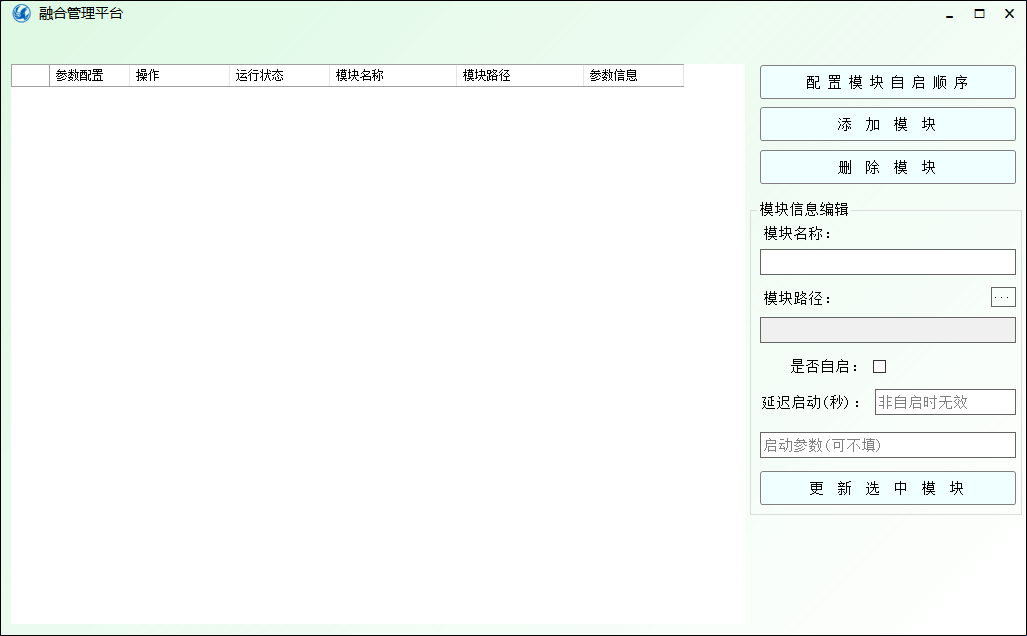 融合管理平台
参数配置 操作 运行状态 模块名称 模块路径 参数信息
配置模块自启顺序
添加模块
删除模块
模块信息编辑
模块名称：
模块路径：
...
是否自启：
延迟启动(秒)： 非自启时无效
启动参数(可不填)
更新选中模块